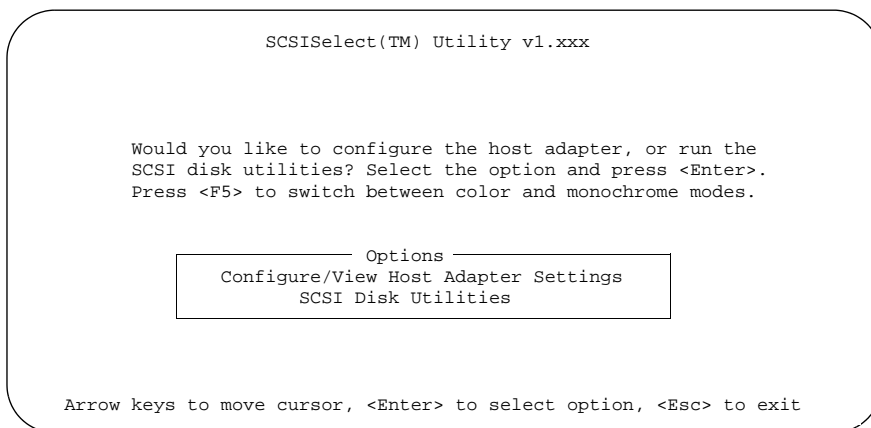 SCSISelect(TM) Utility v1.xxx
Would you like to configure the host adapter, or run the
SCSI disk utilities? Select the option and press <Enter>.
Press <F5> to switch between color and monochrome modes.
Options
Configure/View Host Adapter Settings
SCSI Disk Utilities
Arrow keys to move cursor, <Enter> to select option, <Esc> to exit